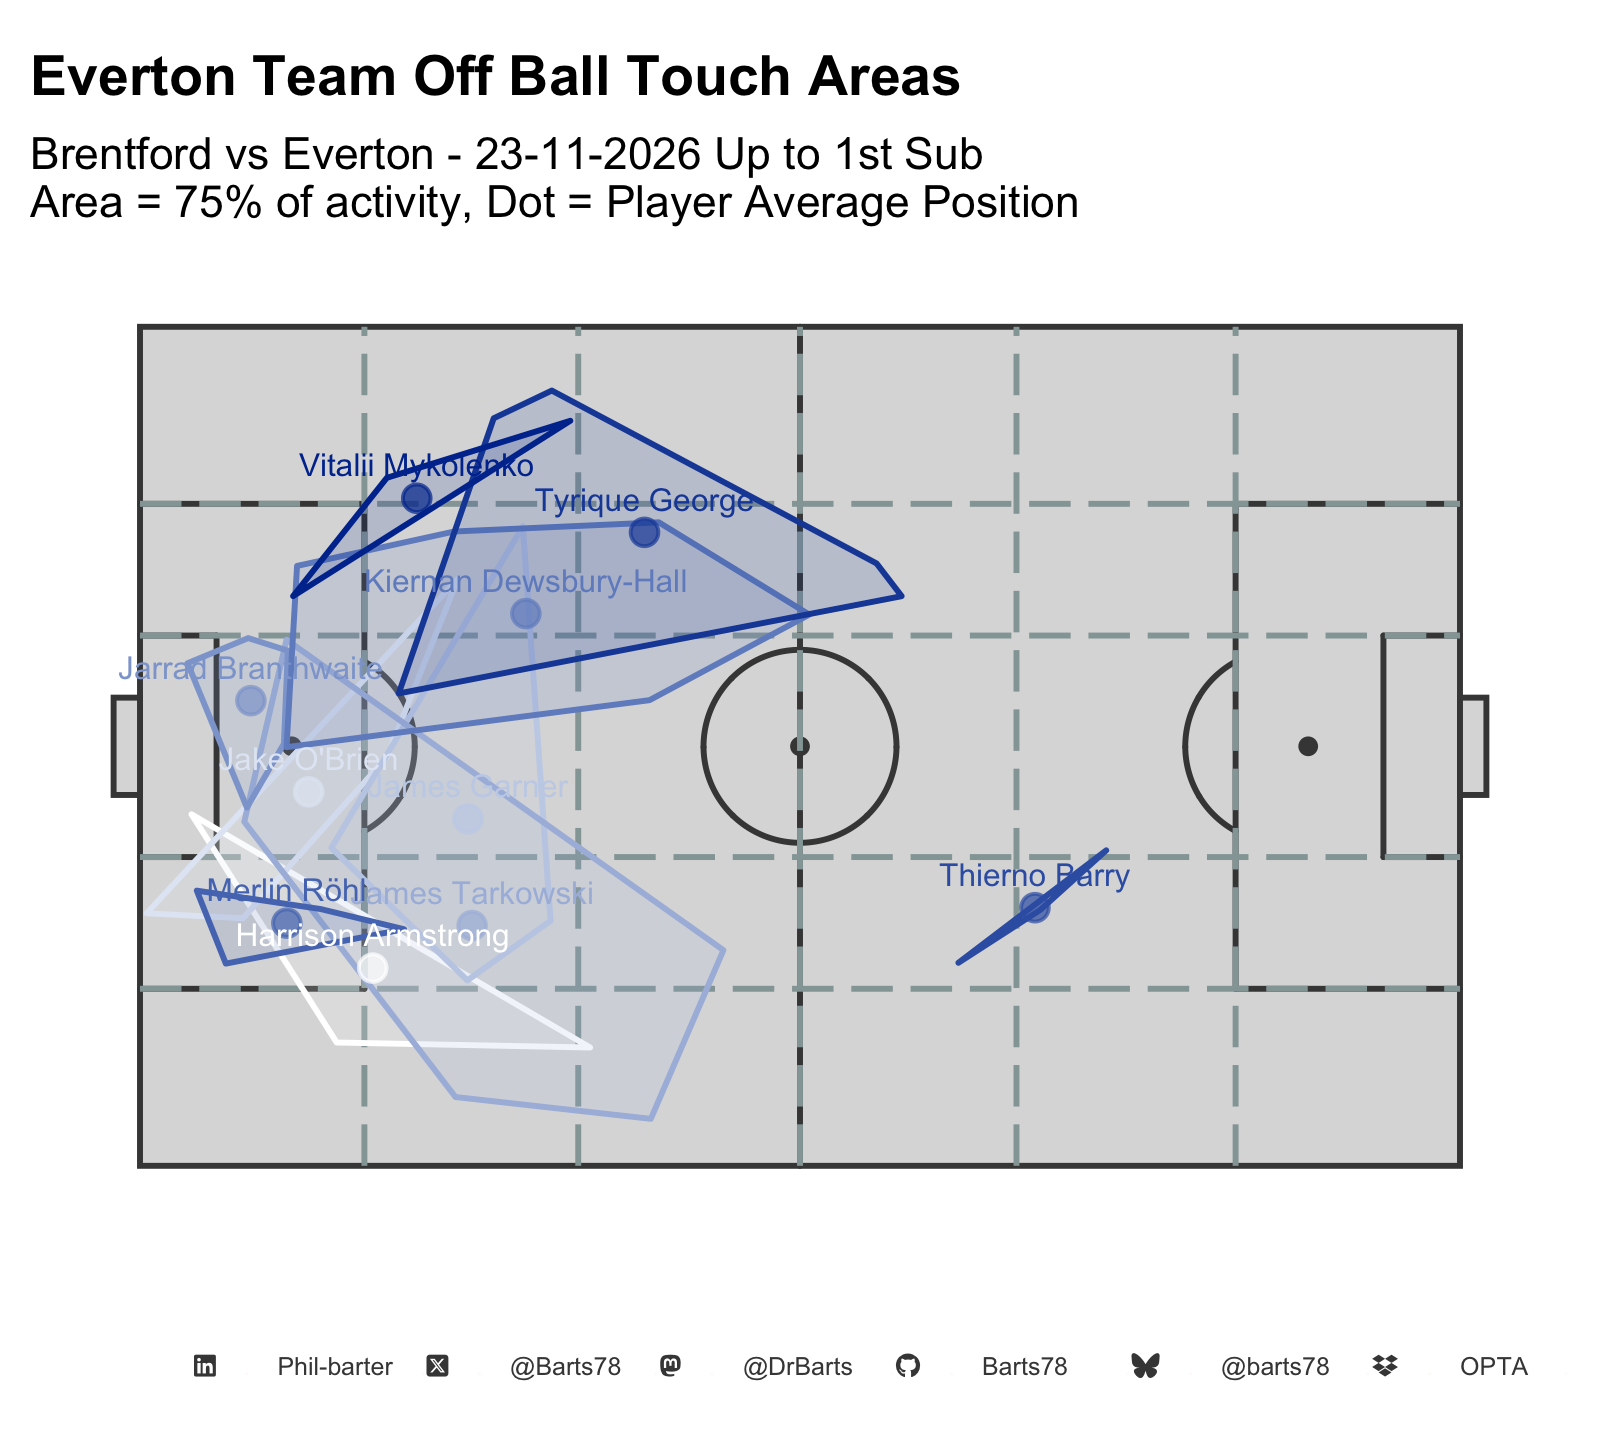 Everton Team Off Ball Touch Areas
Brentford vs Everton - 23-11-2026 Up to 1st Sub
Area = 75% of activity, Dot = Player Average Position
Vitalii Mykolenko
Tyrique George
Kiernan Dewsbury-Hall
Jarrad Branthwaite
Jake O'Brien
James Garner
Thierno Barry
Merlin Röhl
James Tarkowski
Harrison Armstrong
Phil-barter
@Barts78
@DrBarts
Barts78
@barts78
OPTA